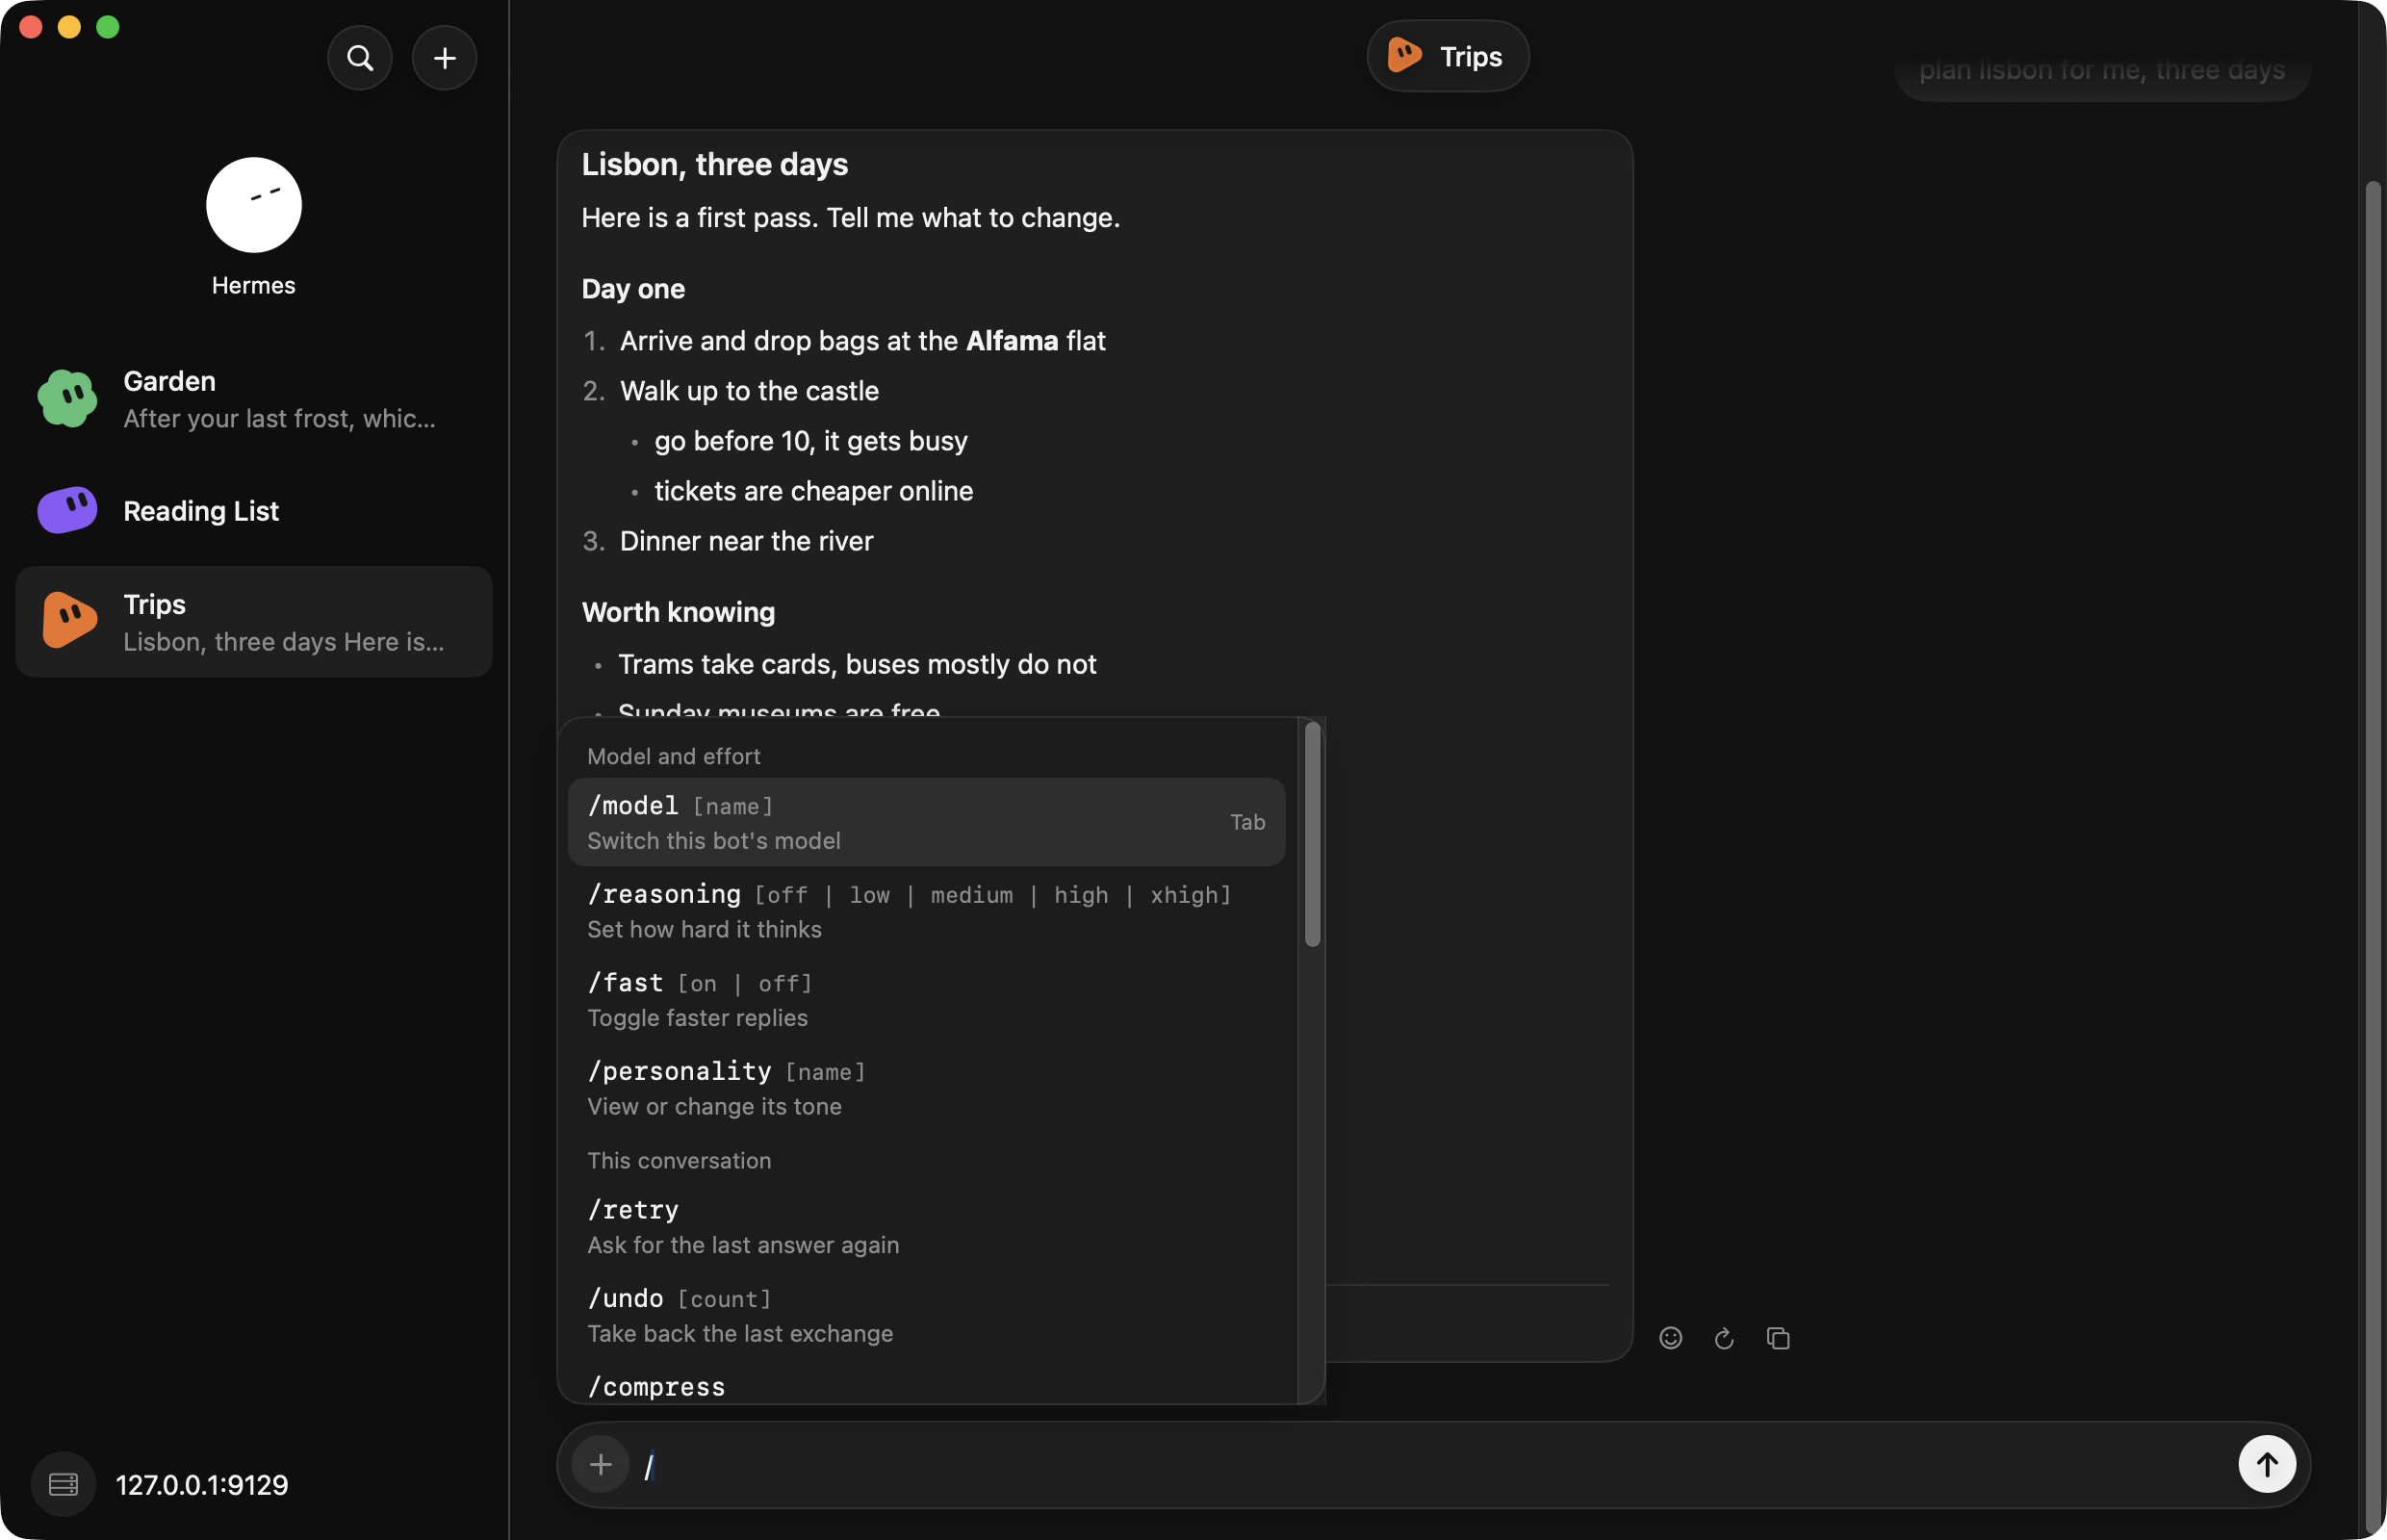 Hermes
Garden
After your last frost, whic...
Reading List
Trips
Lisbon, three days Here is...
127.0.0.1:9129
Trips
plan lisbon for me, three days
Lisbon, three days
Here is a first pass. Tell me what to change.
Day one
1. Arrive and drop bags at the Alfama flat
2. Walk up to the castle
• go before 10, it gets busy
• tickets are cheaper online
3. Dinner near the river
Worth knowing
• Trams take cards, buses mostly do not
• Sunday museums are free
Model and effort
/model [name]
Switch this bot's model
Tab
/reasoning [off | low | medium | high | xhigh]
Set how hard it thinks
/fast [on | off]
Toggle faster replies
/personality [name]
View or change its tone
This conversation
/retry
Ask for the last answer again
/undo [count]
Take back the last exchange
/compress
/